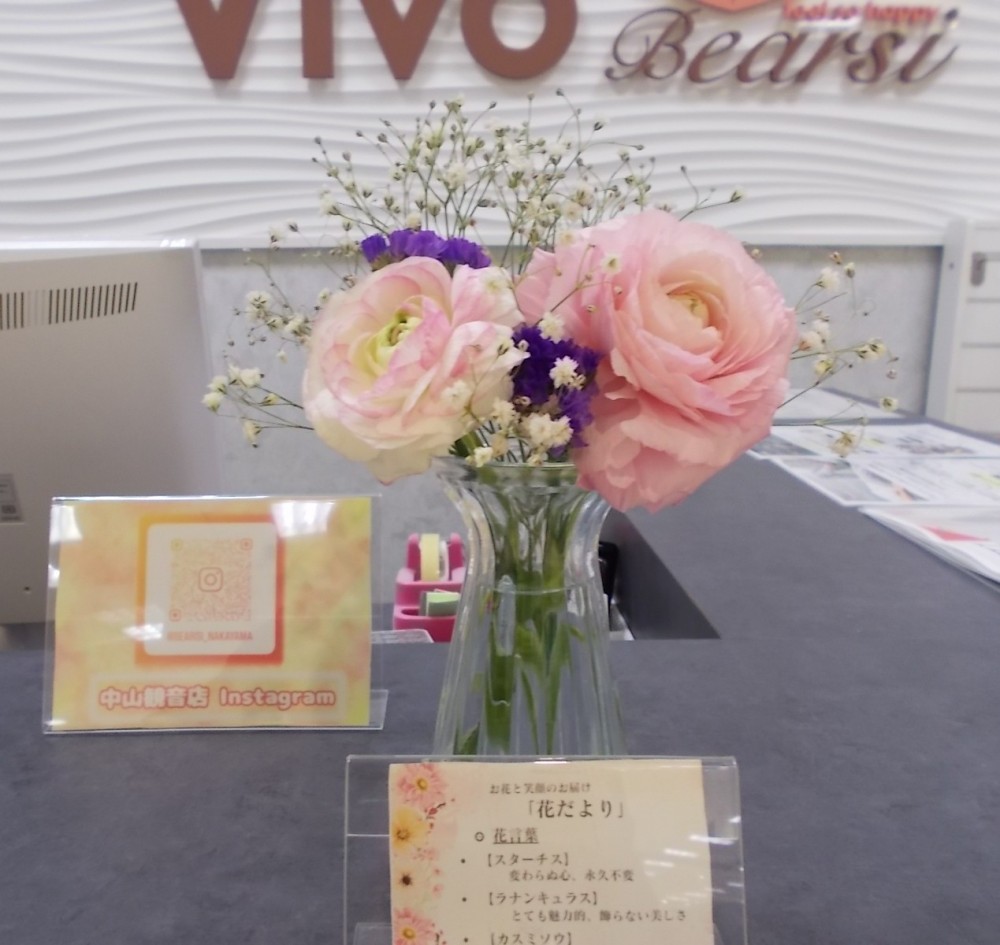 VIVO
feel so happy
Bearsi
@BEARSI_NAKAYAMA
中山観音店 Instagram
お花と笑顔のお届け
「花だより」
花言葉
・【スターチス】
変わらぬ心、永久不変
・【ラナンキュラス】
とても魅力的、飾らない美しさ
・【カスミソウ】